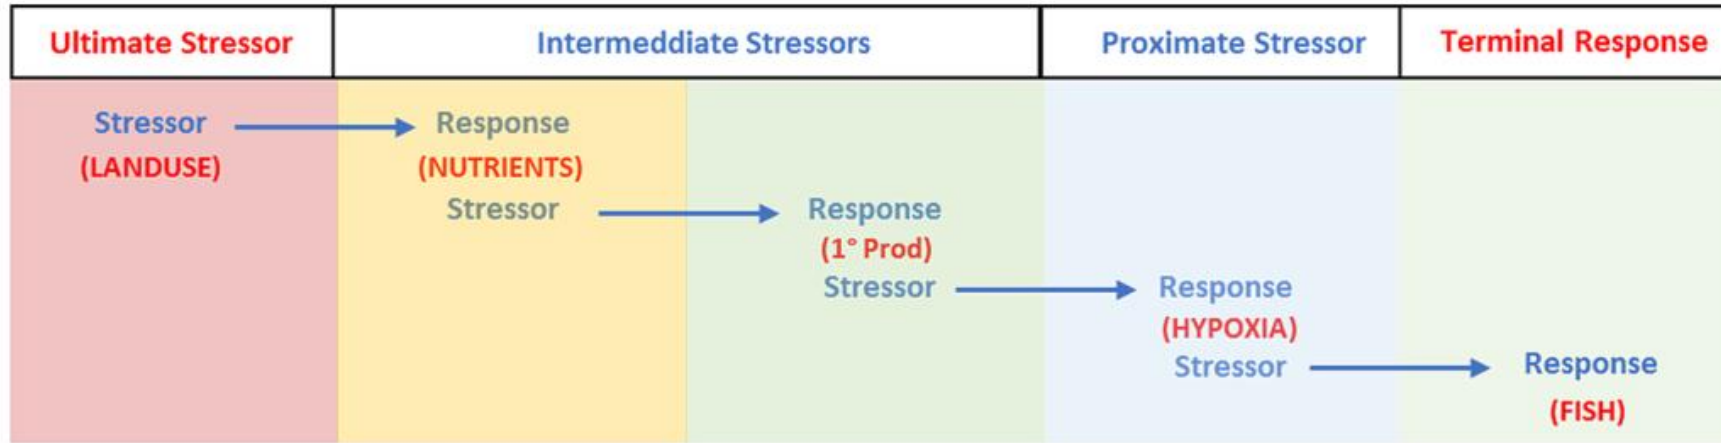 Ultimate Stressor
Intermeddiate Stressors
Proximate Stressor
Terminal Response
Stressor
Response
(LANDUSE)
(NUTRIENTS)
Stressor
Response
(1° Prod)
Stressor
Response
(HYPOXIA)
Stressor
Response
(FISH)